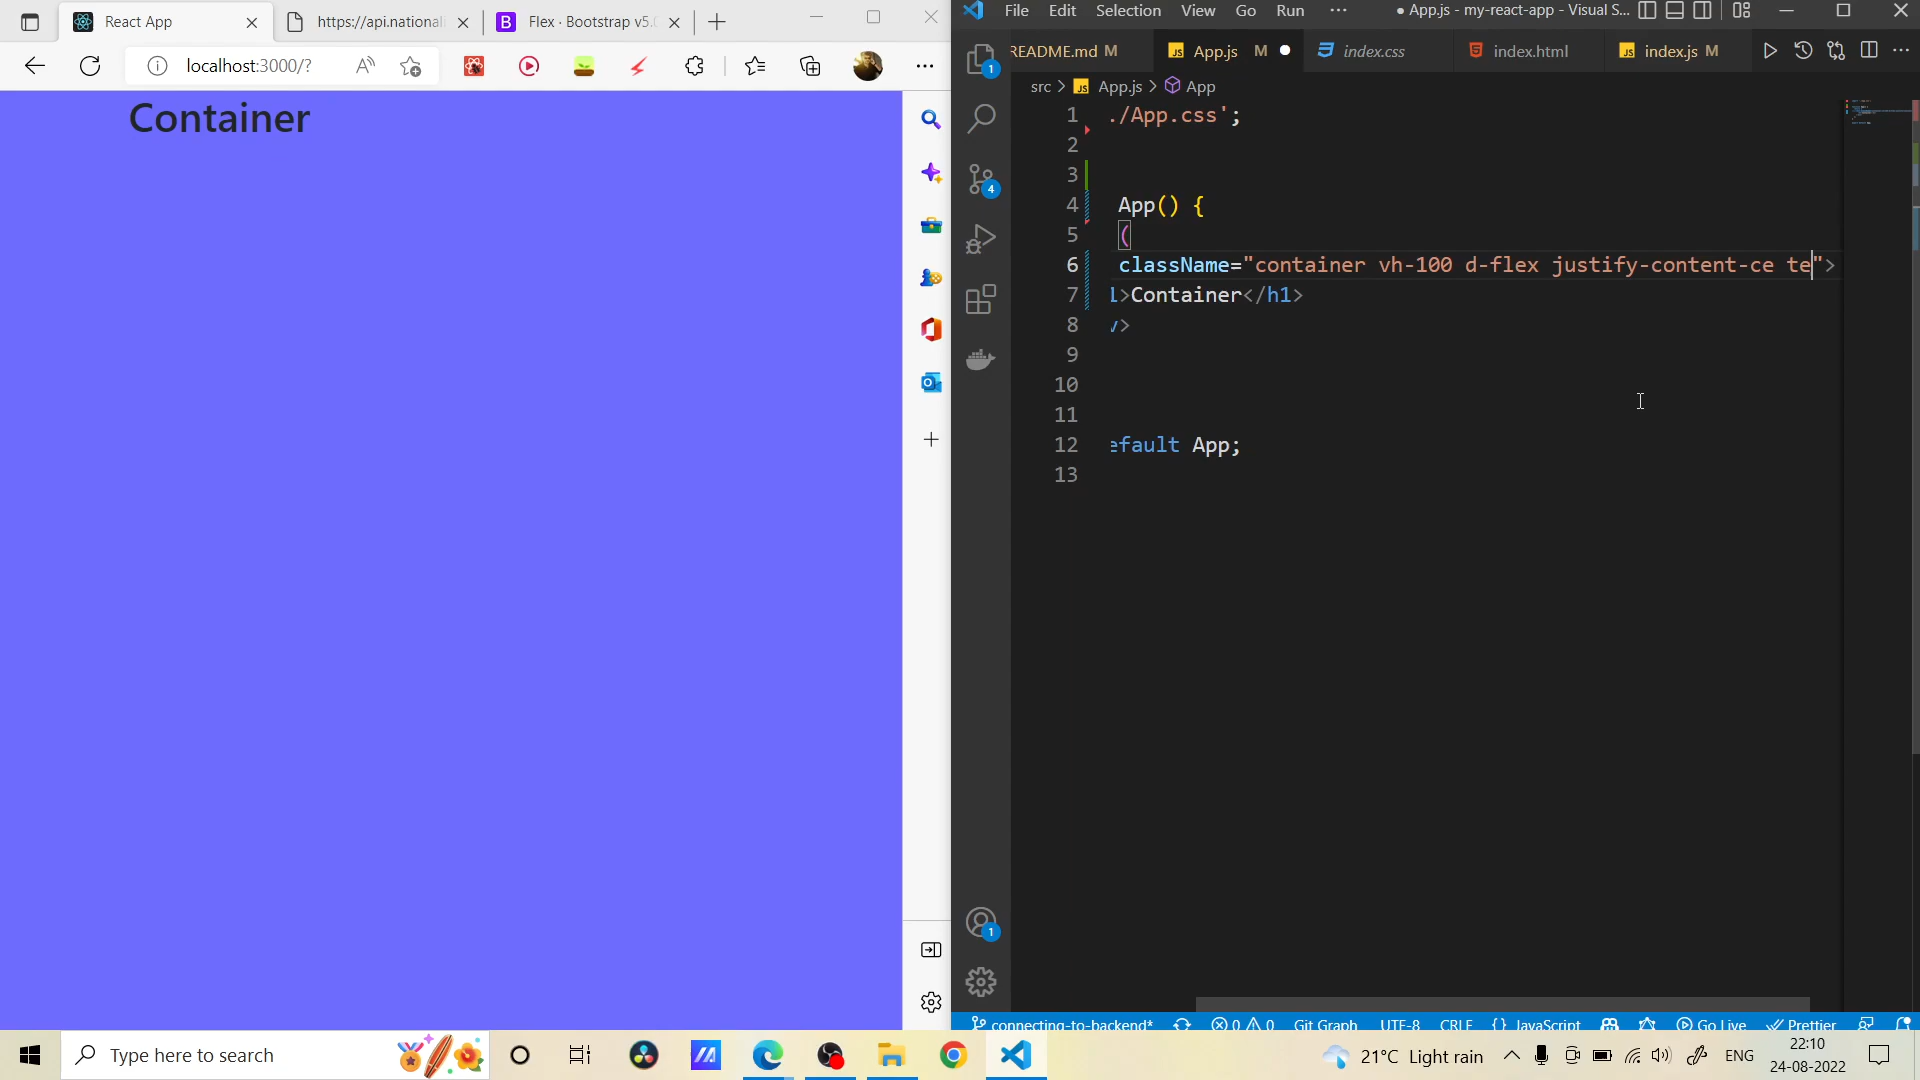 React App
https://api.national
Flex · Bootstrap v5.
File Edit Selection View Go Run ··· ● App.js - my-react-app - Visual S...
localhost:3000/?
README.md M
App.js M
index.css
index.html
index.js M
src > App.js > App
Container
1 ./App.css';
2
3
4 App() {
5 (
6 className="container vh-100 d-flex justify-content-ce te">
7 1>Container</h1>
8 v>
9
10
11
12 efault App;
13
1
4
1
connecting-to-backend* 0 0 Git Graph UTF-8 CRLF {} JavaScript Go Live Prettier
Type here to search
21°C Light rain
ENG
22:10
24-08-2022